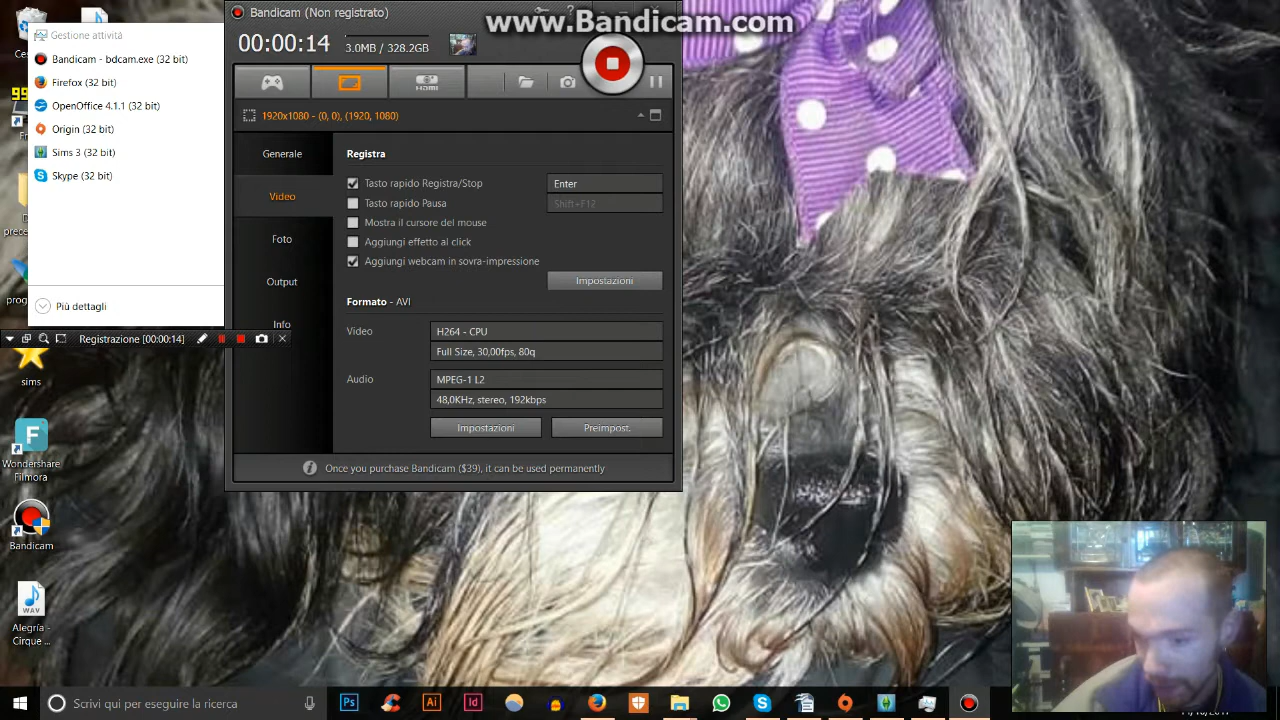 www.Bandicam.com
Gestione attività
Bandicam - bdcam.exe (32 bit)
Firefox (32 bit)
OpenOffice 4.1.1 (32 bit)
Origin (32 bit)
Sims 3 (32 bit)
Skype (32 bit)
Più dettagli
Bandicam (Non registrato)
00:00:14
3.0MB / 328.2GB
HDMI
1920x1080 - (0, 0), (1920, 1080)
Generale
Video
Foto
Output
Info
Registra
Tasto rapido Registra/Stop
Enter
Tasto rapido Pausa
Shift+F12
Mostra il cursore del mouse
Aggiungi effetto al click
Aggiungi webcam in sovra-impressione
Impostazioni
Formato - AVI
Video
H264 - CPU
Full Size, 30,00fps, 80q
Audio
MPEG-1 L2
48,0KHz, stereo, 192kbps
Impostazioni
Preimpost.
Once you purchase Bandicam ($39), it can be used permanently
Registrazione [00:00:14]
sims
Wondershare
Filmora
Bandicam
WAV
Alegría -
Cirque ...
Scrivi qui per eseguire la ricerca
Ps
Ai
Id